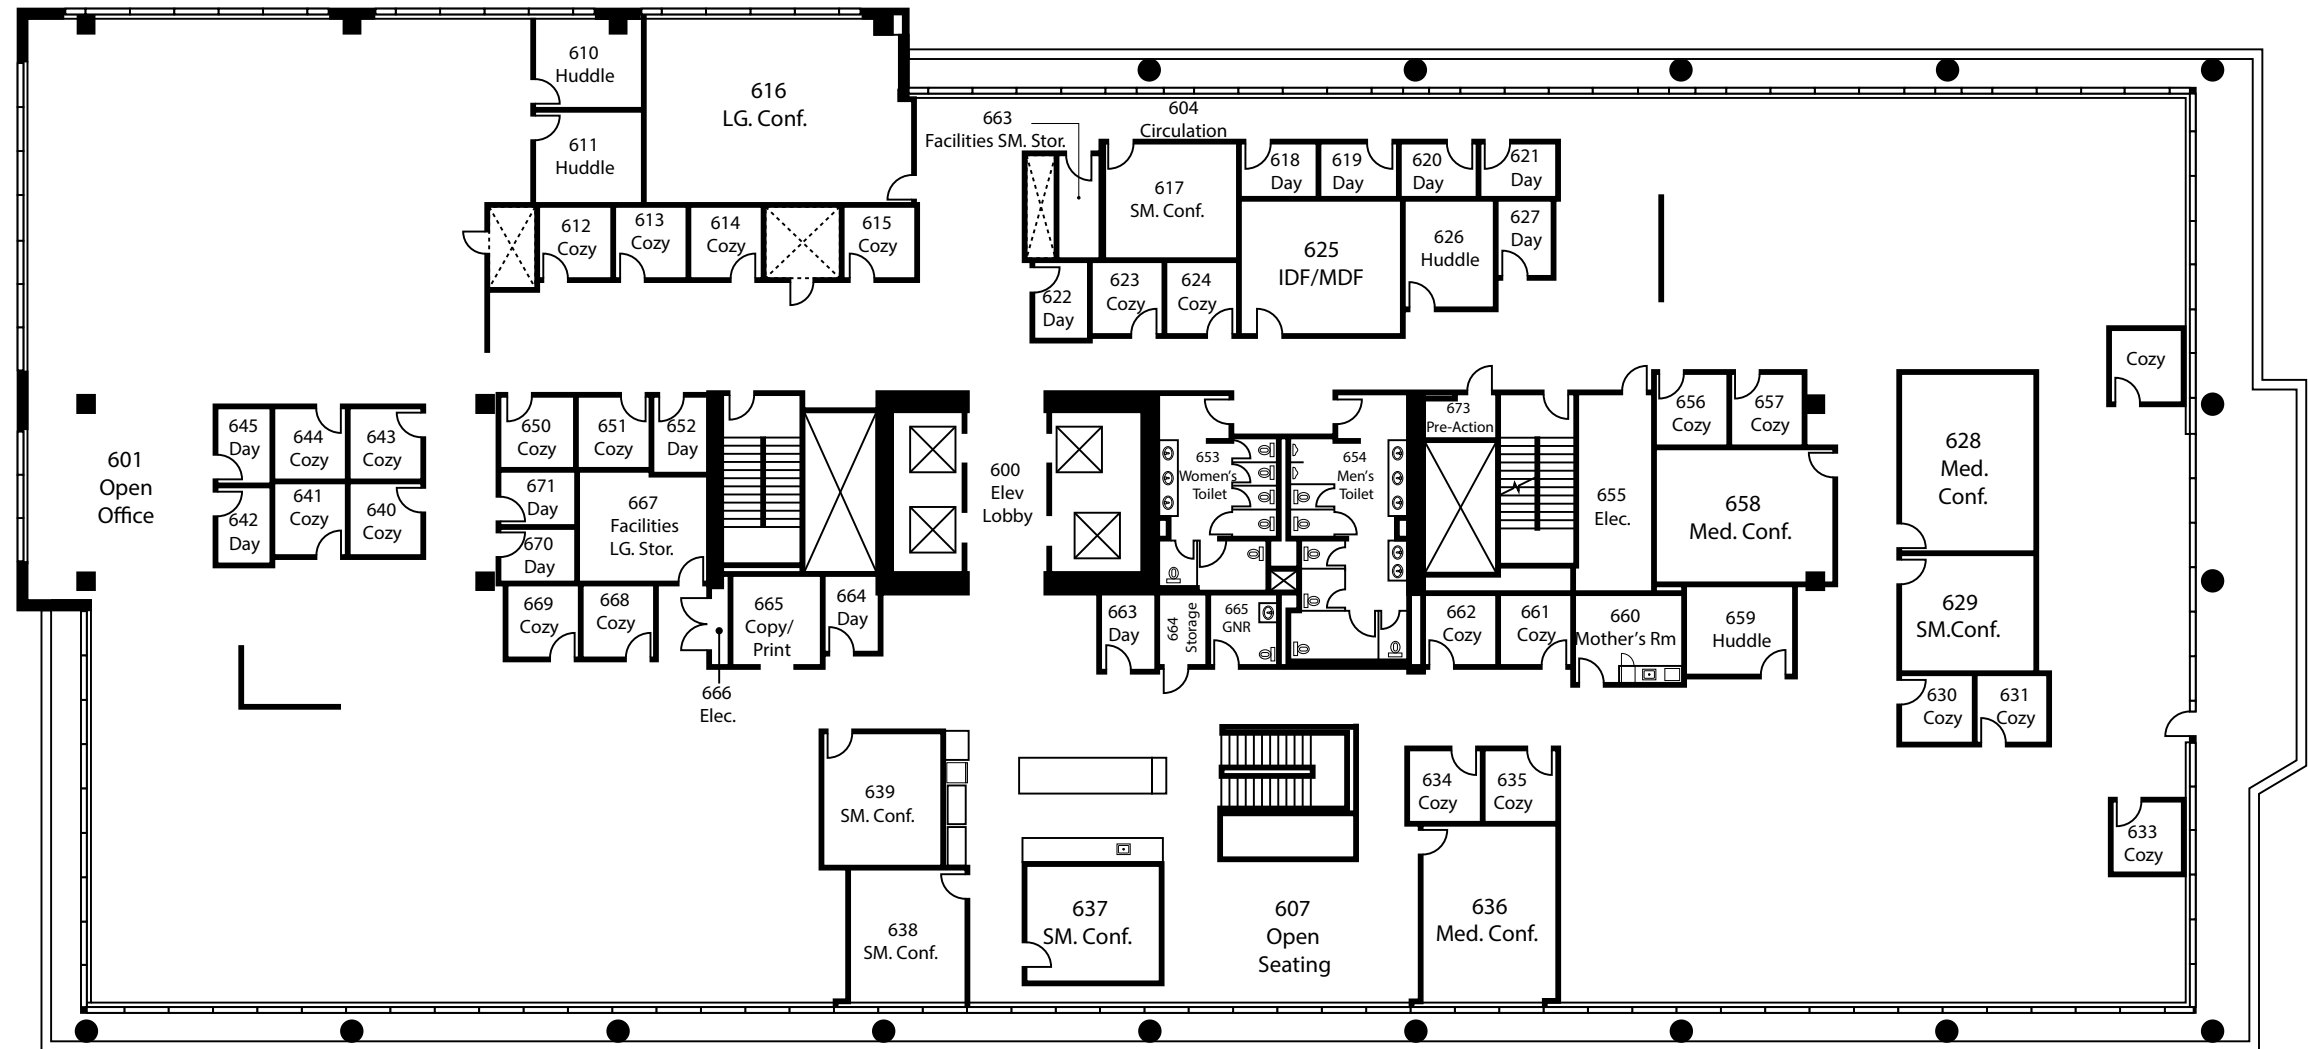 610
Huddle
616
LG. Conf.
611
Huddle
663
Facilities SM. Stor.
604
Circulation
617
SM. Conf.
618
Day
619
Day
620
Day
621
Day
612
Cozy
613
Cozy
614
Cozy
615
Cozy
625
IDF/MDF
626
Huddle
627
Day
622
Day
623
Cozy
624
Cozy
Cozy
601
Open
Office
645
Day
644
Cozy
643
Cozy
642
Day
641
Cozy
640
Cozy
650
Cozy
651
Cozy
652
Day
671
Day
667
Facilities
LG. Stor.
670
Day
669
Cozy
668
Cozy
665
Copy/
Print
664
Day
666
Elec.
600
Elev
Lobby
653
Women's
Toilet
654
Men's
Toilet
673
Pre-Action
655
Elec.
656
Cozy
657
Cozy
658
Med. Conf.
628
Med.
Conf.
629
SM.Conf.
630
Cozy
631
Cozy
663
Day
664
Storage
665
GNR
662
Cozy
661
Cozy
660
Mother's Rm
659
Huddle
639
SM. Conf.
638
SM. Conf.
637
SM. Conf.
607
Open
Seating
634
Cozy
635
Cozy
636
Med. Conf.
633
Cozy